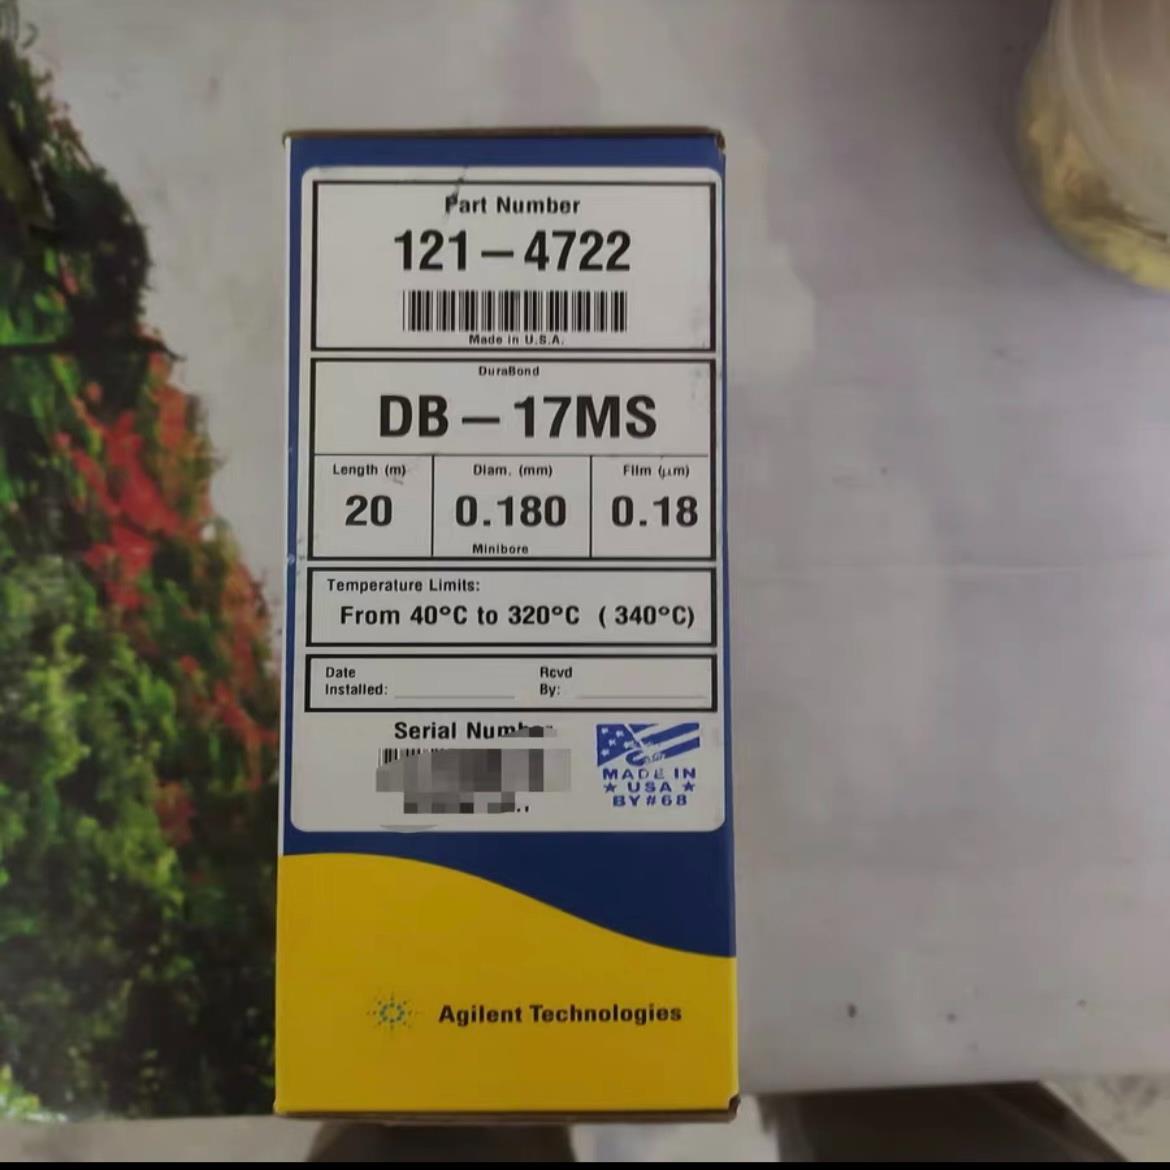 Part Number
121-4722
Made in U.S.A.
DuraBond
DB-17MS
Length (m) Diam. (mm) Film (μm)
20 0.180 0.18
Minibore
Temperature Limits:
From 40°C to 320°C (340°C)
Date Rcvd
Installed: By:
Serial
MADE IN
★ USA ★
BY#68
Agilent Technologies